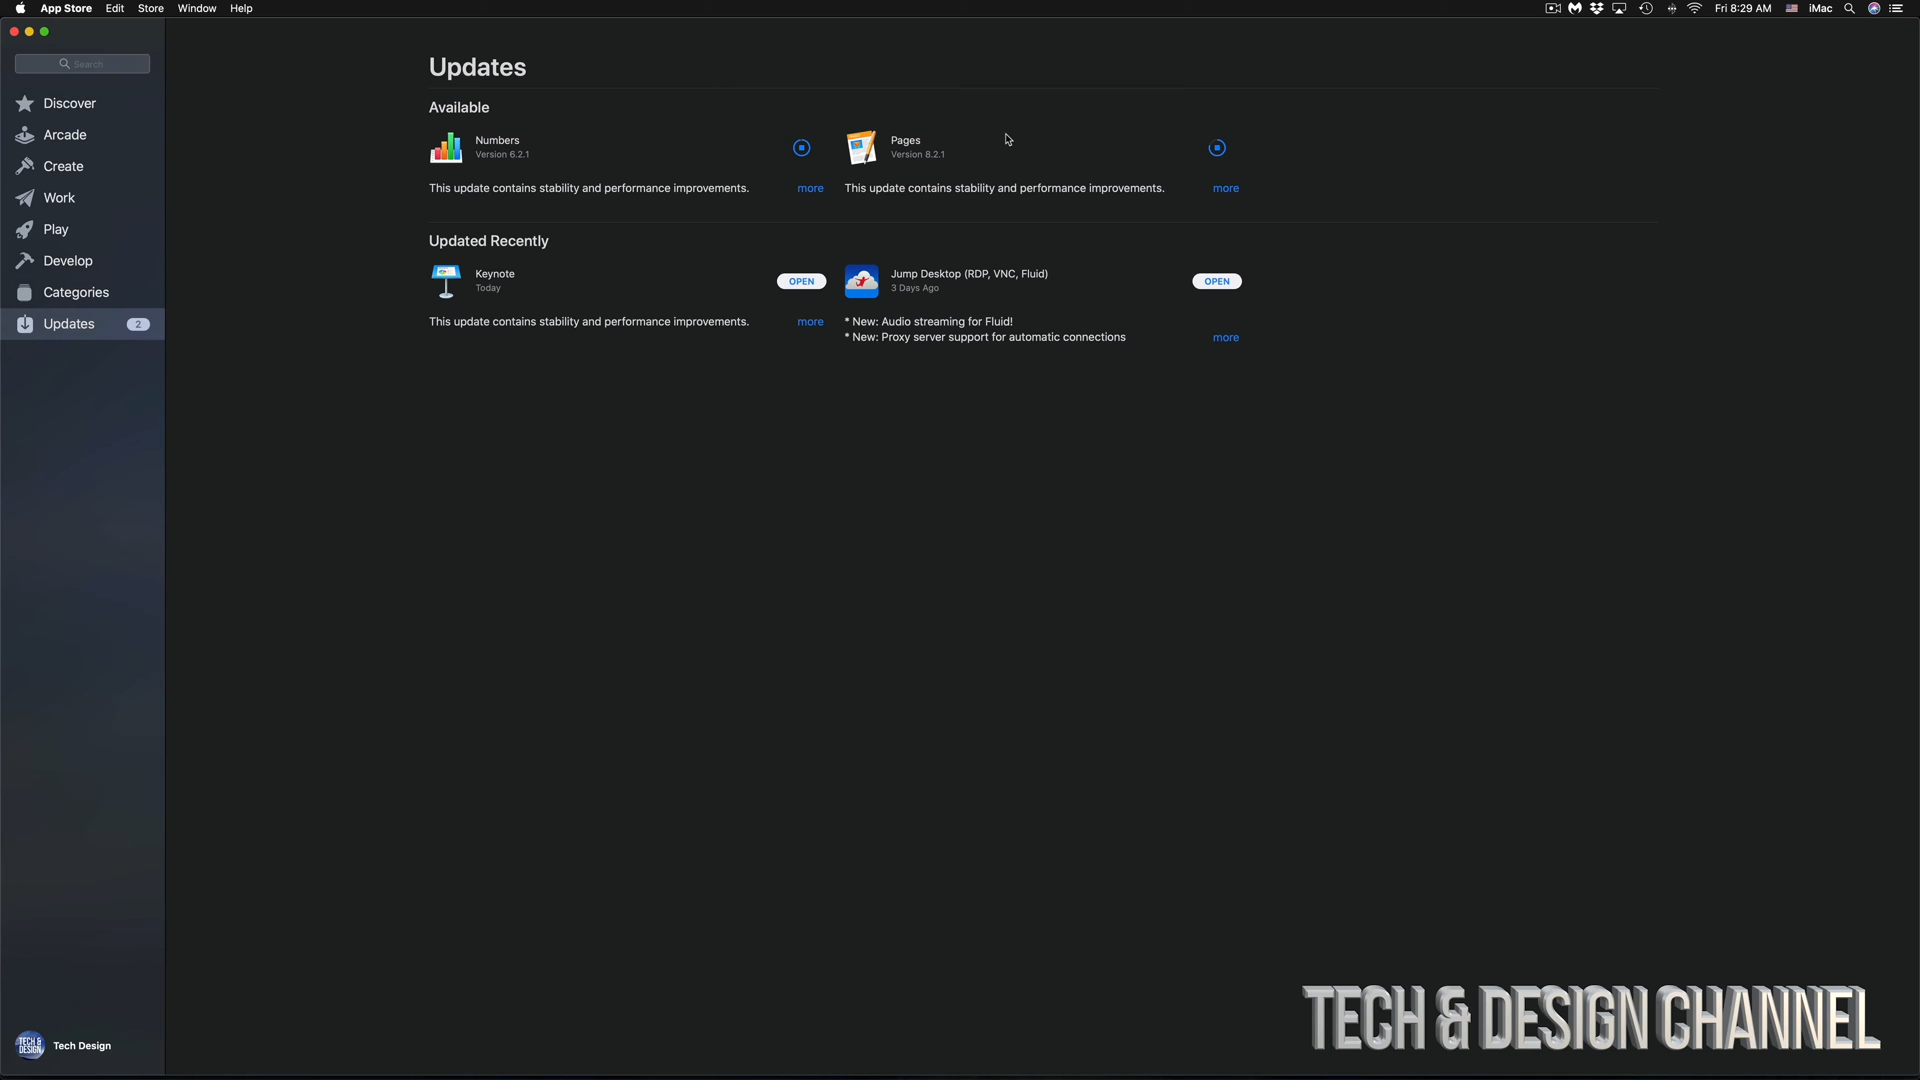 App Store Edit Store Window Help
Fri 8:29 AM iMac
Search
Discover
Arcade
Create
Work
Play
Develop
Categories
Updates 2
Updates
Available
Numbers
Version 6.2.1
This update contains stability and performance improvements. more
Pages
Version 8.2.1
This update contains stability and performance improvements. more
Updated Recently
Keynote
Today
OPEN
This update contains stability and performance improvements. more
Jump Desktop (RDP, VNC, Fluid)
3 Days Ago
OPEN
* New: Audio streaming for Fluid!
* New: Proxy server support for automatic connections more
TECH &
DESIGN
Tech Design
TECH & DESIGN CHANNEL